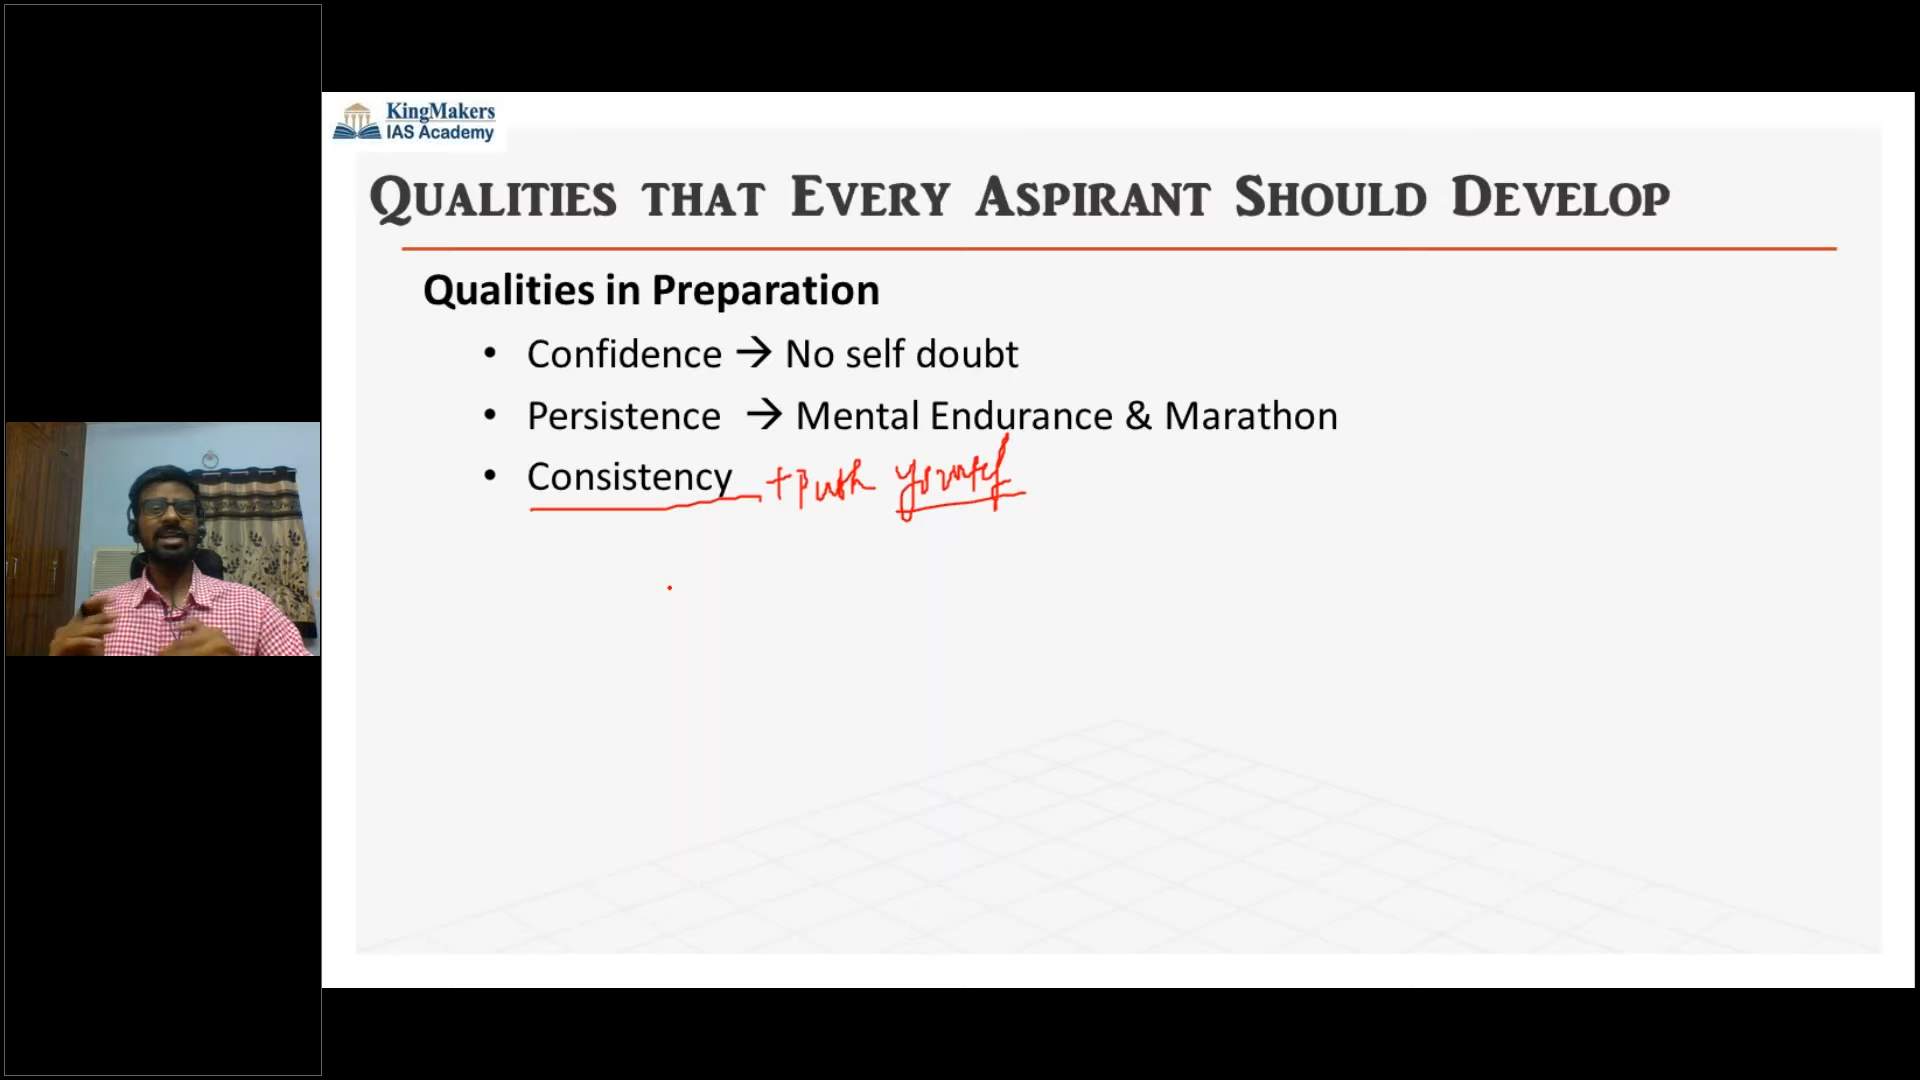 KingMakers
IAS Academy
Qualities that Every Aspirant Should Develop
Qualities in Preparation
• Confidence → No self doubt
• Persistence → Mental Endurance & Marathon
• Consistency +Push yourself